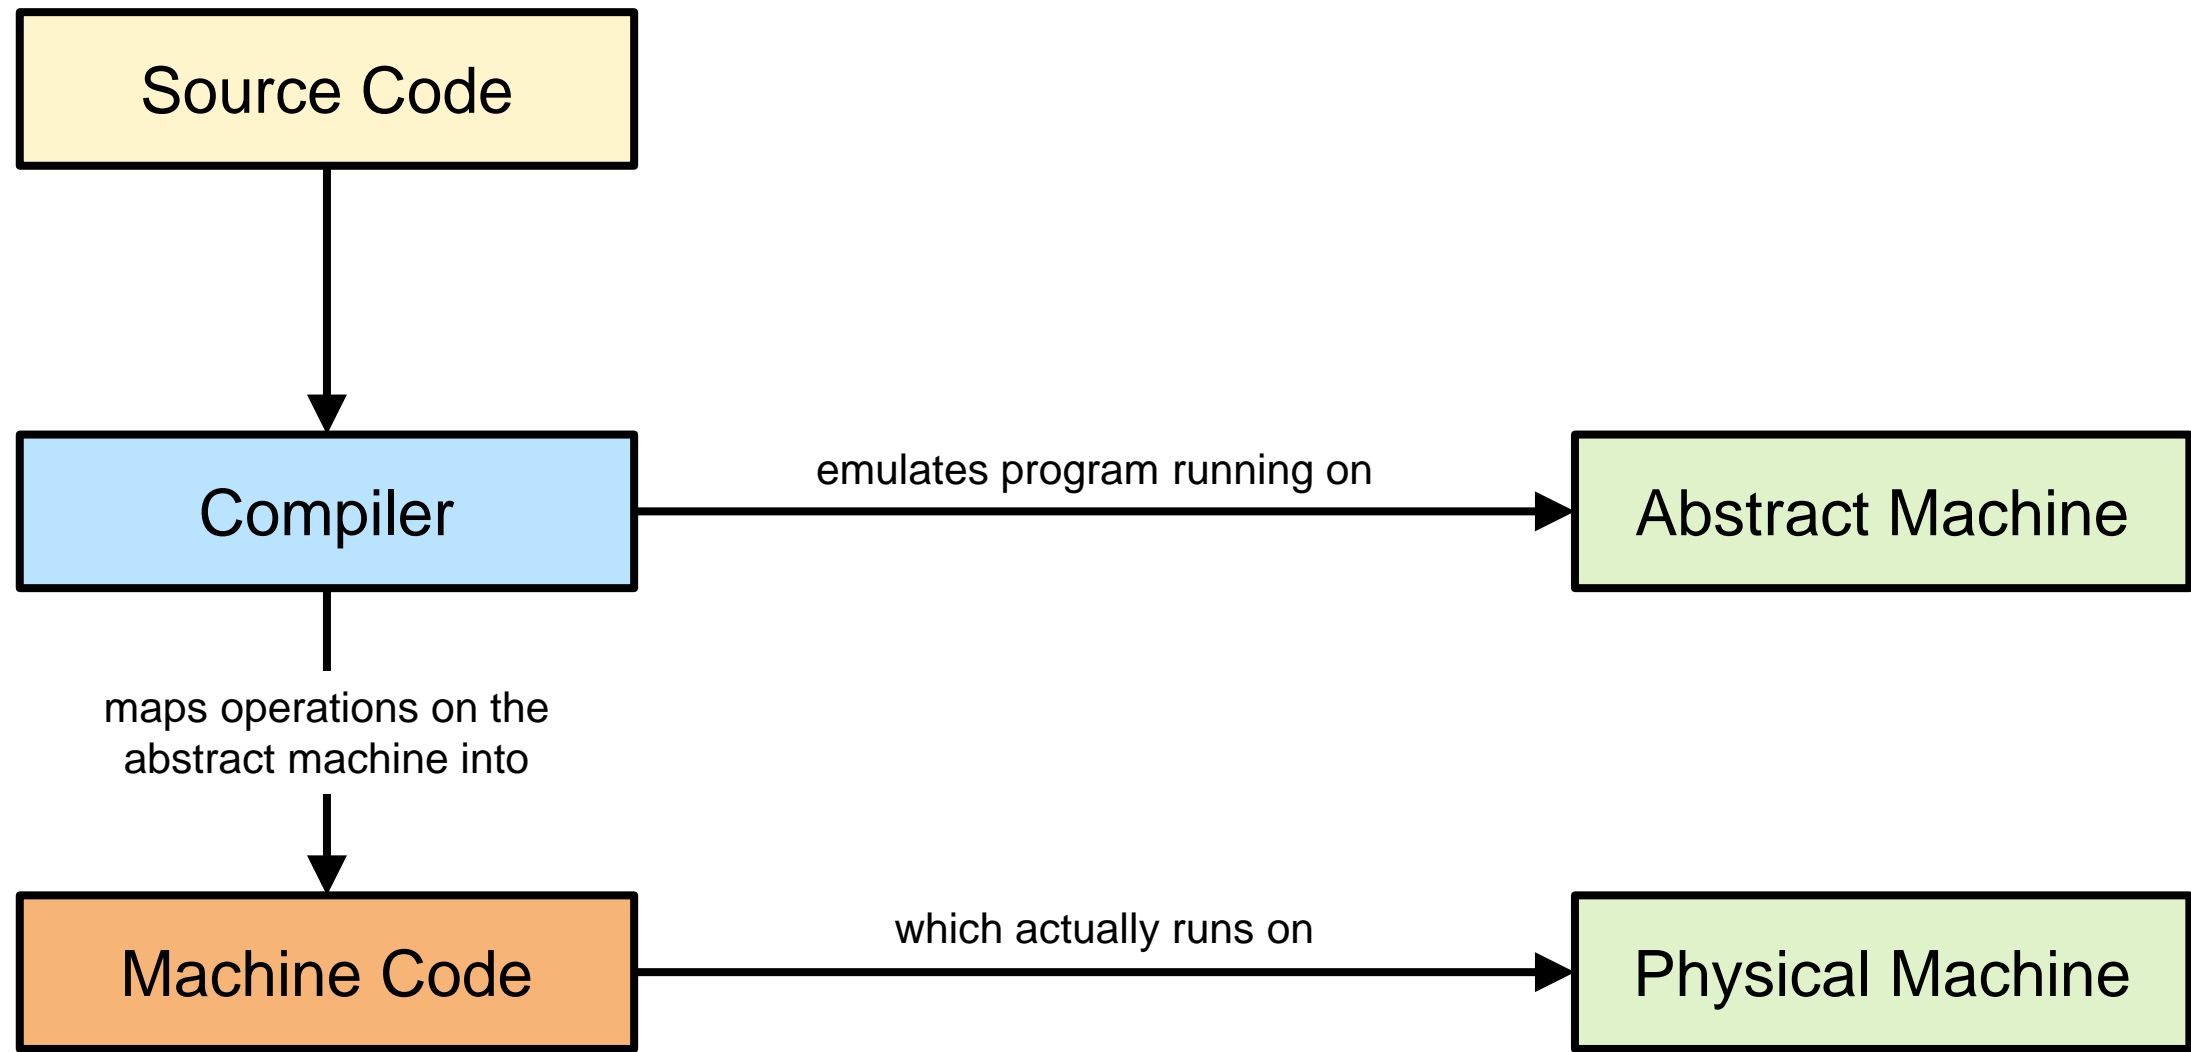 Source Code
emulates program running on
Compiler
Abstract Machine
maps operations on the
abstract machine into
which actually runs on
Machine Code
Physical Machine